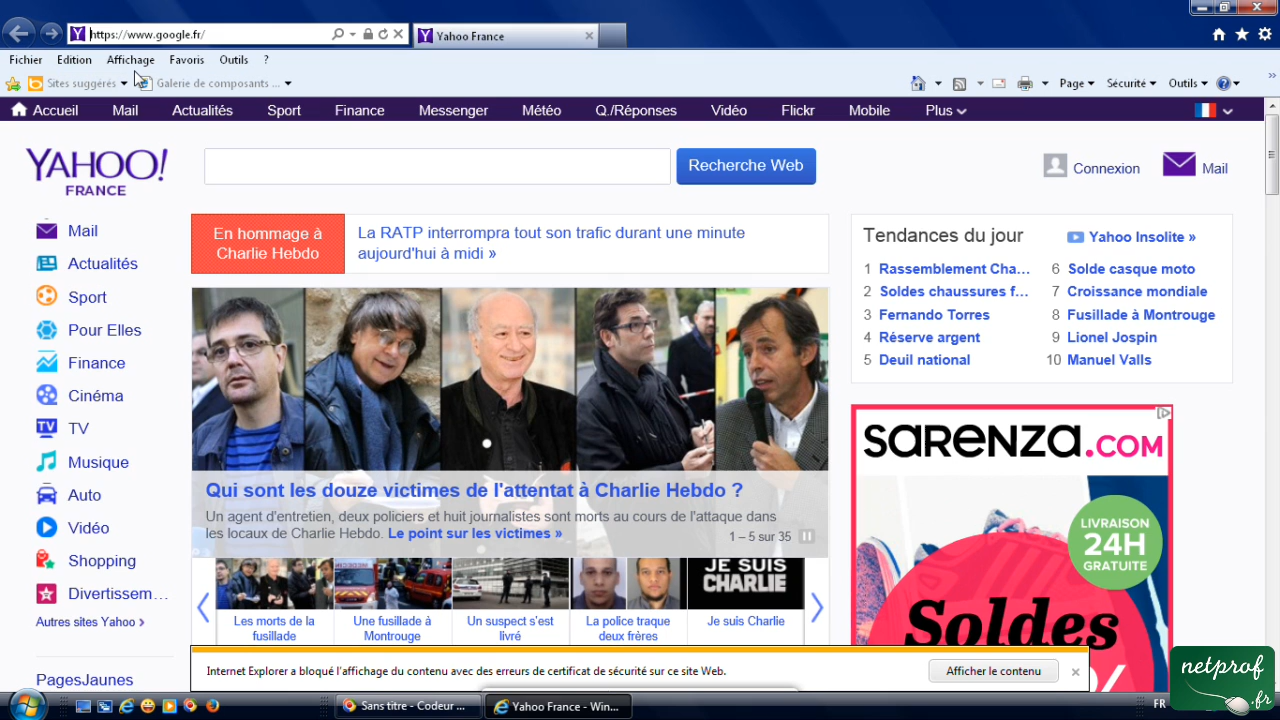 https://www.google.fr/
Yahoo France
Fichier Edition Affichage Favoris Outils ?
Sites suggérés Galerie de composants ...
Page Sécurité Outils
Accueil Mail Actualités Sport Finance Messenger Météo Q./Réponses Vidéo Flickr Mobile Plus
YAHOO!
FRANCE
Recherche Web
Connexion Mail
Mail
Actualités
Sport
Pour Elles
Finance
Cinéma
TV
Musique
Auto
Vidéo
Shopping
Divertissem...
Autres sites Yahoo
PagesJaunes
En hommage à
Charlie Hebdo
La RATP interrompra tout son trafic durant une minute
aujourd'hui à midi »
Qui sont les douze victimes de l'attentat à Charlie Hebdo ?
Un agent d'entretien, deux policiers et huit journalistes sont morts au cours de l'attaque dans
les locaux de Charlie Hebdo. Le point sur les victimes »
1 – 5 sur 35
JE SUIS
CHARLIE
Les morts de la
fusillade
Une fusillade à
Montrouge
Un suspect s'est
livré
La police traque
deux frères
Je suis Charlie
Tendances du jour
Yahoo Insolite »
1 Rassemblement Cha...
2 Soldes chaussures f...
3 Fernando Torres
4 Réserve argent
5 Deuil national
6 Solde casque moto
7 Croissance mondiale
8 Fusillade à Montrouge
9 Lionel Jospin
10 Manuel Valls
SARENZA.COM
LIVRAISON
24H
GRATUITE
Soldes
%
Internet Explorer a bloqué l'affichage du contenu avec des erreurs de certificat de sécurité sur ce site Web.
Afficher le contenu
Sans titre - Codeur ...
Yahoo France - Win...
FR
netprof
.fr